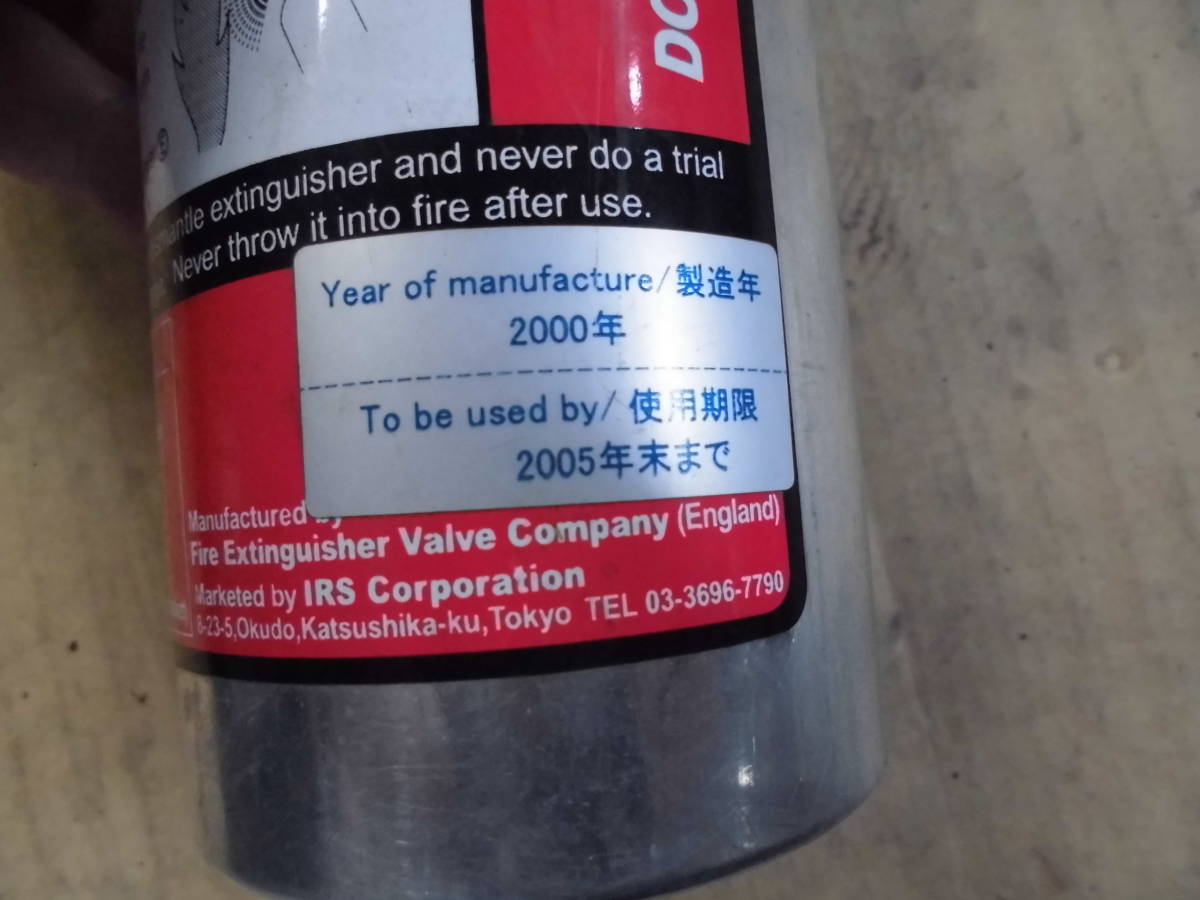 DO
extinguisher and never do a trial
Never throw it into fire after use.
Year of manufacture/製造年
2000年
To be used by/使用期限
2005年末まで
Manufactured by
Fire Extinguisher Valve Company (England)
Marketed by IRS Corporation
8-23-5,Okudo,Katsushika-ku,Tokyo TEL 03-3696-7790